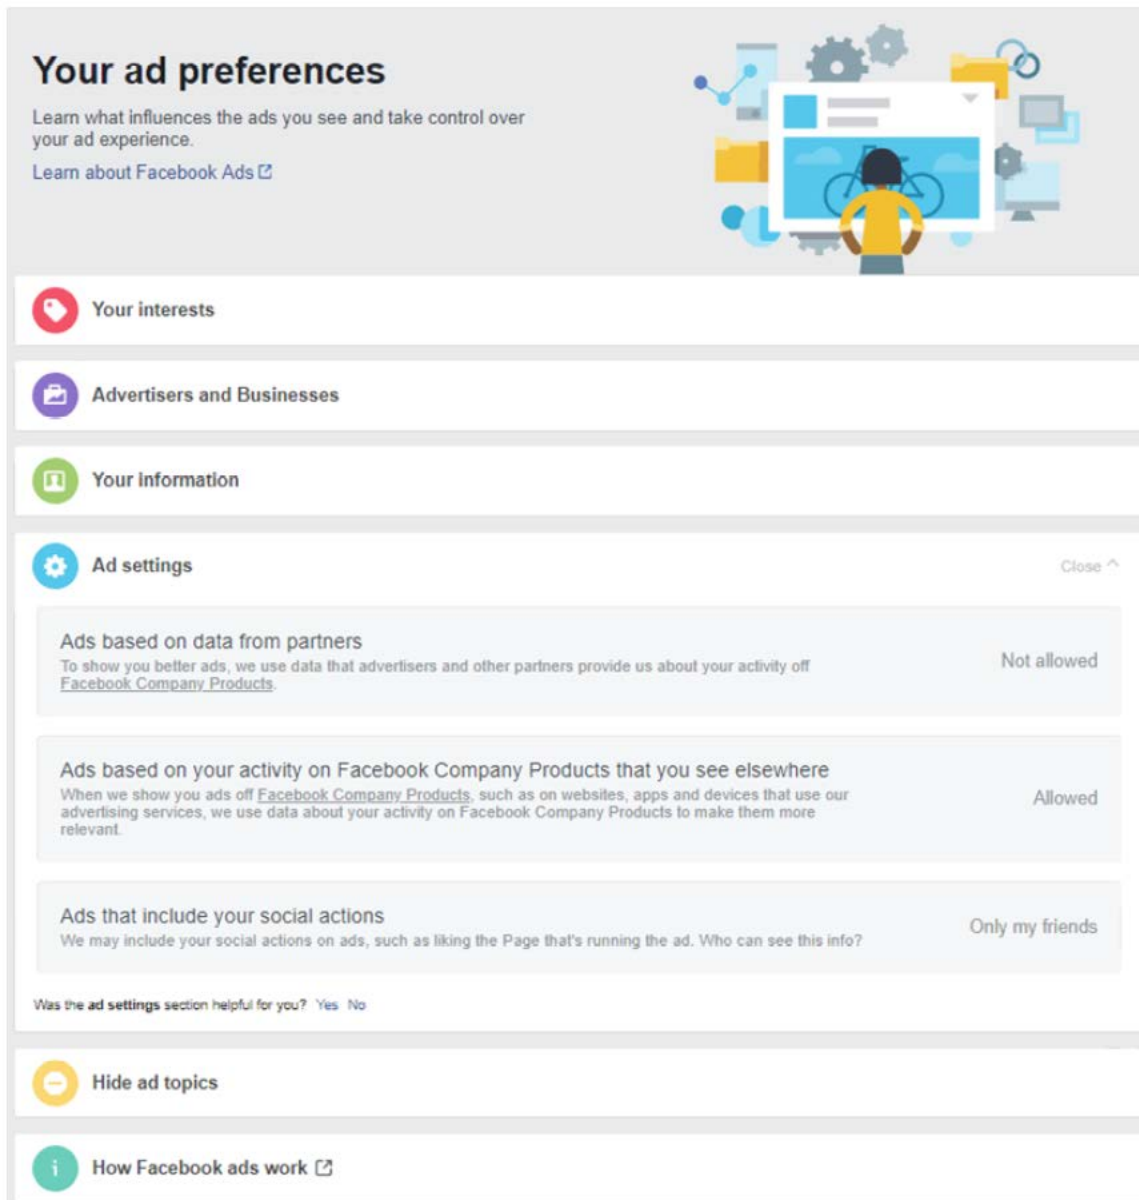 Your ad preferences
Learn what influences the ads you see and take control over
your ad experience.
Learn about Facebook Ads
Your interests
Advertisers and Businesses
Your information
Ad settings
Close
Ads based on data from partners
To show you better ads, we use data that advertisers and other partners provide us about your activity off
Facebook Company Products.
Not allowed
Ads based on your activity on Facebook Company Products that you see elsewhere
When we show you ads off Facebook Company Products, such as on websites, apps and devices that use our
advertising services, we use data about your activity on Facebook Company Products to make them more
relevant.
Allowed
Ads that include your social actions
We may include your social actions on ads, such as liking the Page that's running the ad. Who can see this info?
Only my friends
Was the ad settings section helpful for you? Yes No
Hide ad topics
How Facebook ads work